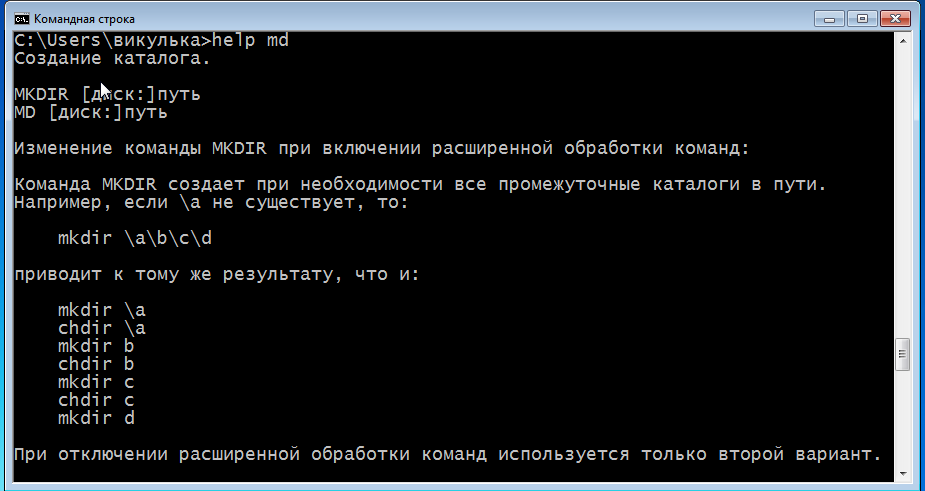 Командная строка
C:\Users\викулька>help md
Создание каталога.
MKDIR [диск:]путь
MD [диск:]путь
Изменение команды MKDIR при включении расширенной обработки команд:
Команда MKDIR создает при необходимости все промежуточные каталоги в пути.
Например, если \a не существует, то:
mkdir \a\b\c\d
приводит к тому же результату, что и:
mkdir \a
chdir \a
mkdir b
chdir b
mkdir c
chdir c
mkdir d
При отключении расширенной обработки команд используется только второй вариант.